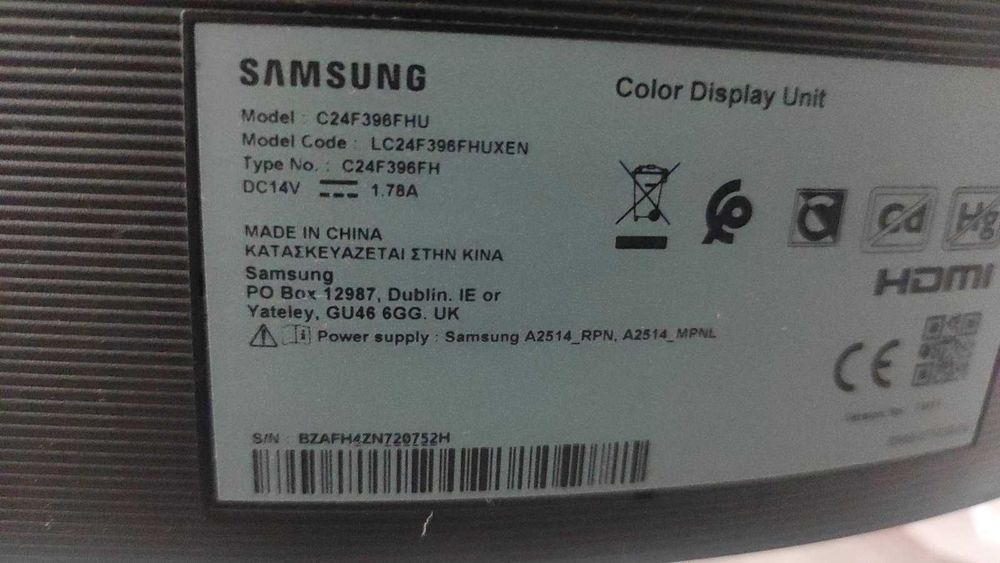 SAMSUNG
Color Display Unit
Model : C24F396FHU
Model Code : LC24F396FHUXEN
Type No. : C24F396FH
DC14V 1.78A
MADE IN CHINA
ΚΑΤΑΣΚΕΥΑΖΕΤΑΙ ΣΤΗΝ ΚΙΝΑ
Samsung
PO Box 12987, Dublin. IE or
Yateley, GU46 6GG. UK
Power supply : Samsung A2514_RPN, A2514_MPNL
Cd
Hg
HDMI
CE
S/N : BZAFH4ZN720752H